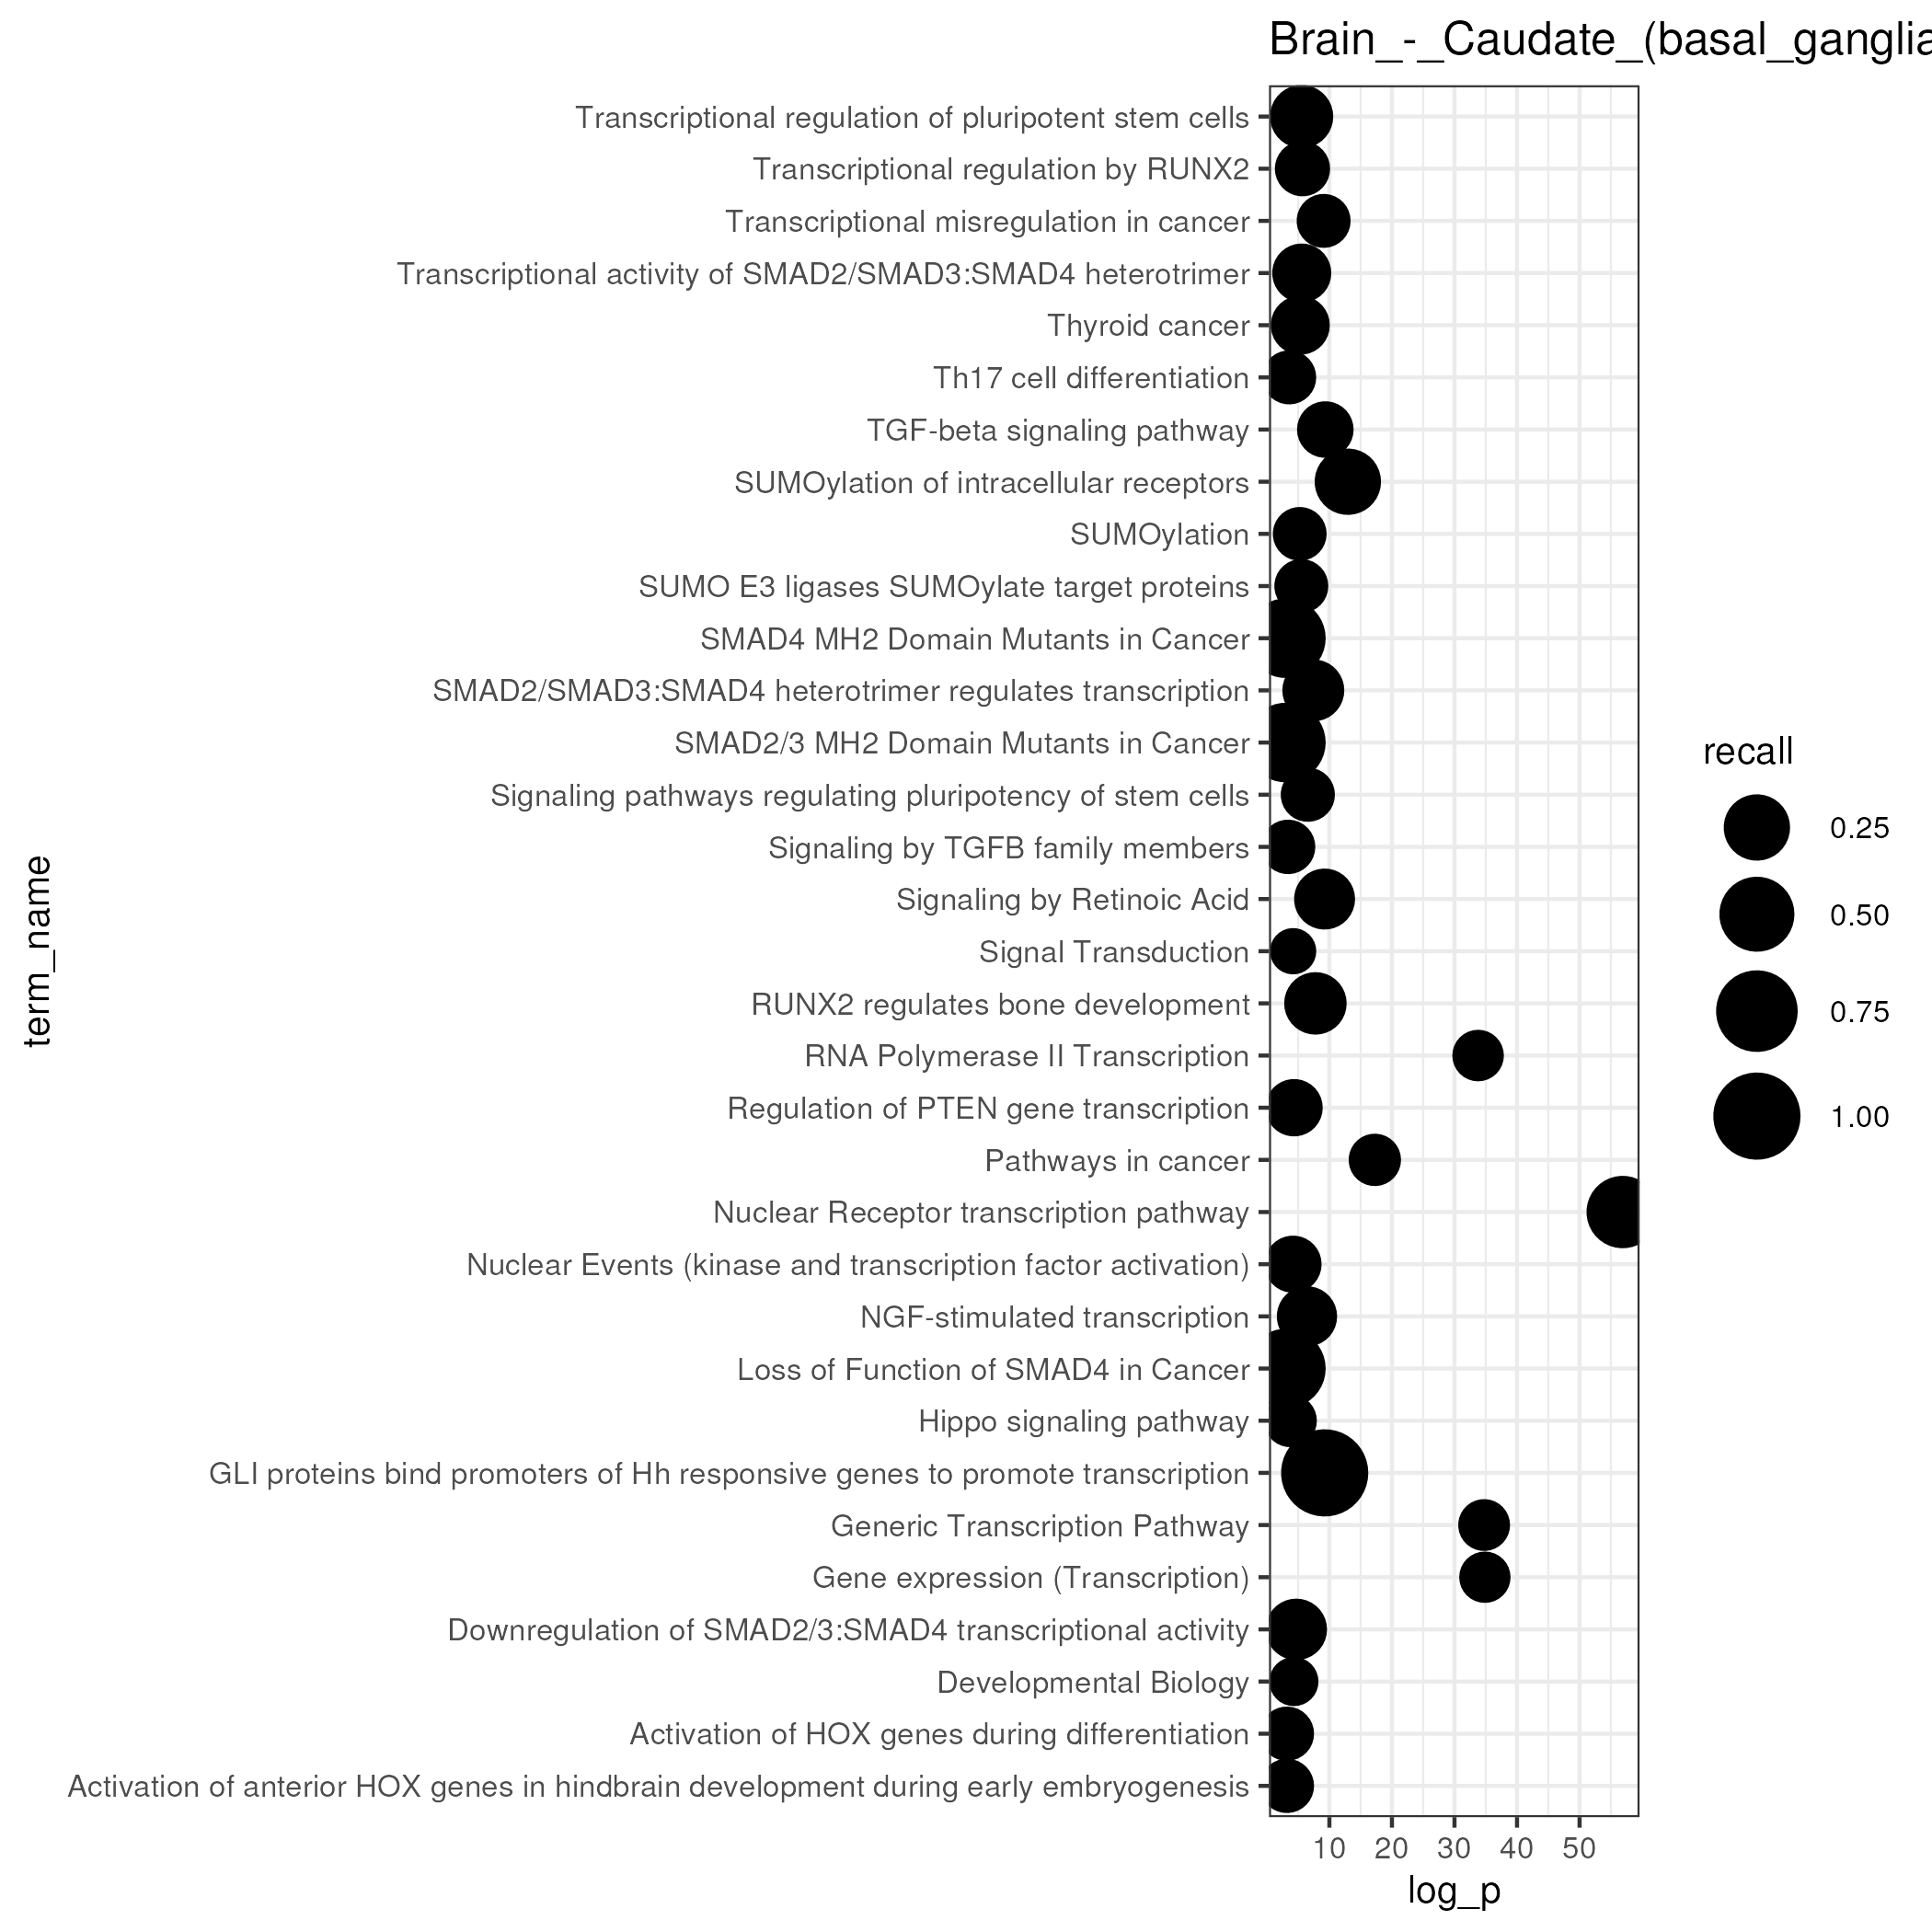 Brain_-_Caudate_(basal_ganglia
Transcriptional regulation of pluripotent stem cells
Transcriptional regulation by RUNX2
Transcriptional misregulation in cancer
Transcriptional activity of SMAD2/SMAD3:SMAD4 heterotrimer
Thyroid cancer
Th17 cell differentiation
TGF-beta signaling pathway
SUMOylation of intracellular receptors
SUMOylation
SUMO E3 ligases SUMOylate target proteins
SMAD4 MH2 Domain Mutants in Cancer
SMAD2/SMAD3:SMAD4 heterotrimer regulates transcription
SMAD2/3 MH2 Domain Mutants in Cancer
Signaling pathways regulating pluripotency of stem cells
Signaling by TGFB family members
Signaling by Retinoic Acid
Signal Transduction
RUNX2 regulates bone development
RNA Polymerase II Transcription
Regulation of PTEN gene transcription
Pathways in cancer
Nuclear Receptor transcription pathway
Nuclear Events (kinase and transcription factor activation)
NGF-stimulated transcription
Loss of Function of SMAD4 in Cancer
Hippo signaling pathway
GLI proteins bind promoters of Hh responsive genes to promote transcription
Generic Transcription Pathway
Gene expression (Transcription)
Downregulation of SMAD2/3:SMAD4 transcriptional activity
Developmental Biology
Activation of HOX genes during differentiation
Activation of anterior HOX genes in hindbrain development during early embryogenesis
term_name
10 20 30 40 50
log_p
recall
0.25
0.50
0.75
1.00